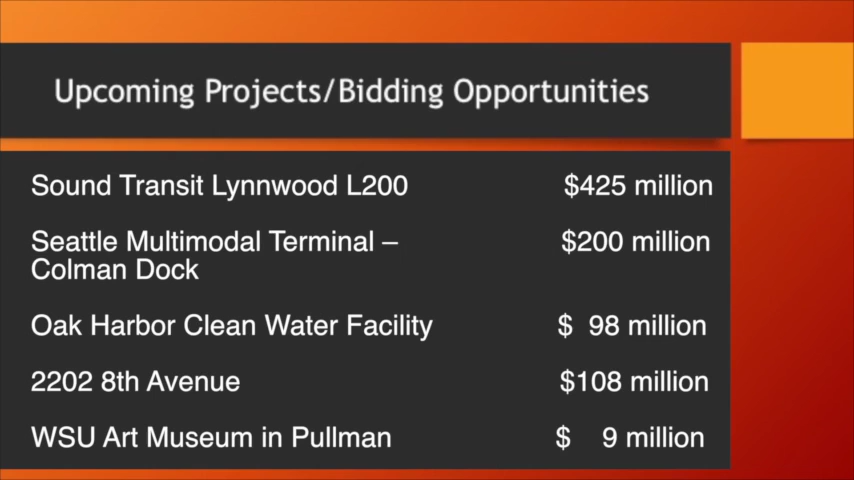 Upcoming Projects/Bidding Opportunities
Sound Transit Lynnwood L200 $425 million
Seattle Multimodal Terminal – $200 million
Colman Dock
Oak Harbor Clean Water Facility $ 98 million
2202 8th Avenue $108 million
WSU Art Museum in Pullman $ 9 million